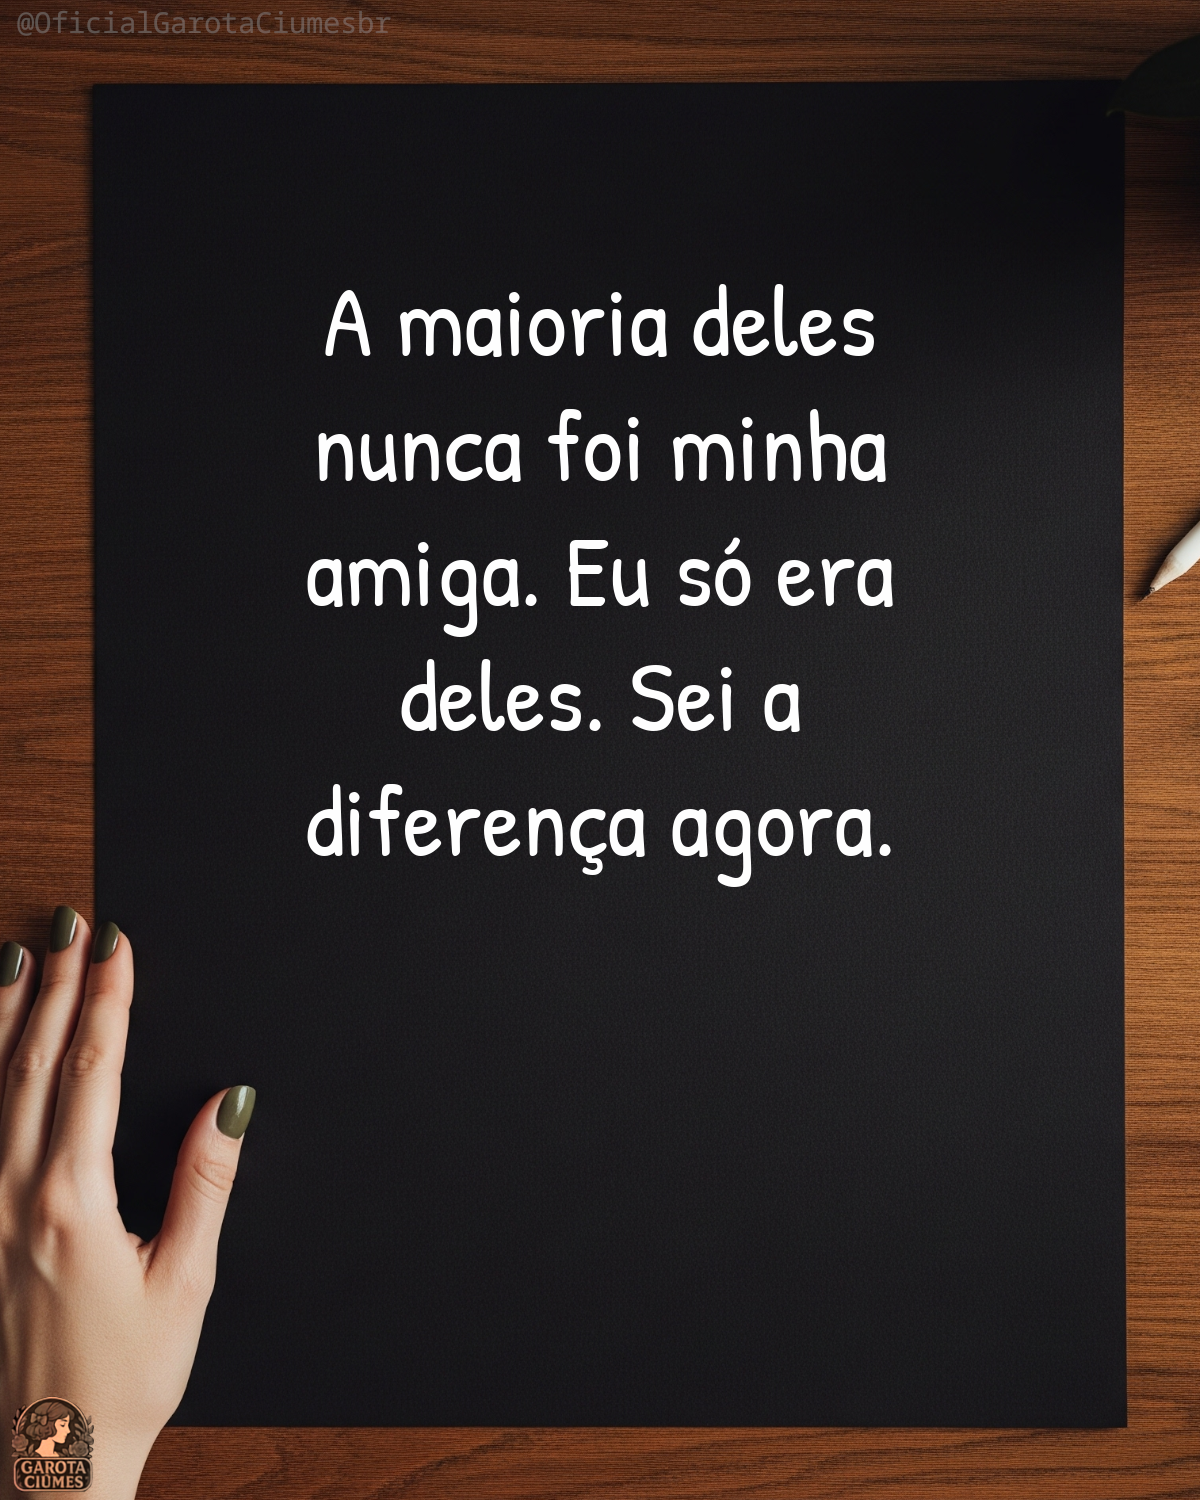 @OficialGarotaCiumesbr
A maioria deles
nunca foi minha
amiga. Eu só era
deles. Sei a
diferença agora.
GAROTA
CIÚMES